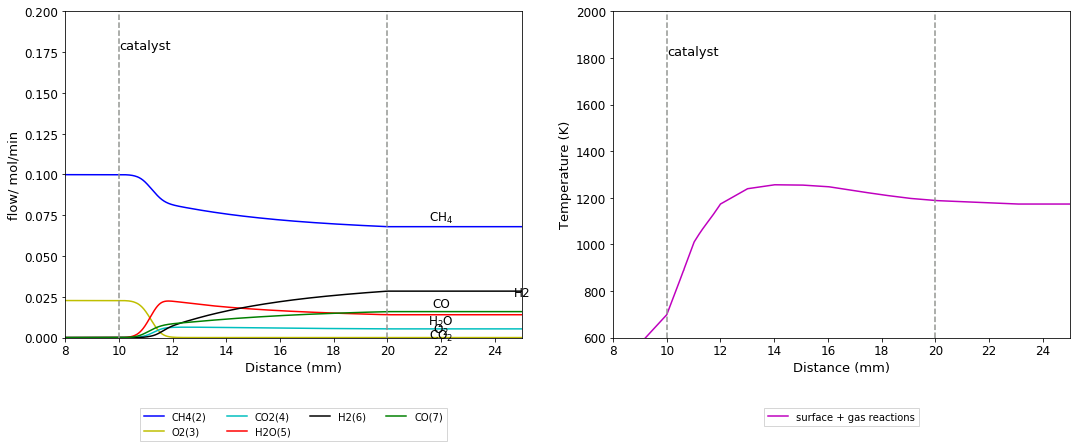 0.200
0.175
0.150
0.125
0.100
0.075
0.050
0.025
0.000
flow/ mol/min
catalyst
CH₄
H2
CO
H₂O
O₂
CO₂
8 10 12 14 16 18 20 22 24
Distance (mm)
CH4(2) CO2(4) H2(6) CO(7)
O2(3) H2O(5)
2000
1800
1600
1400
1200
1000
800
600
Temperature (K)
catalyst
8 10 12 14 16 18 20 22 24
Distance (mm)
surface + gas reactions